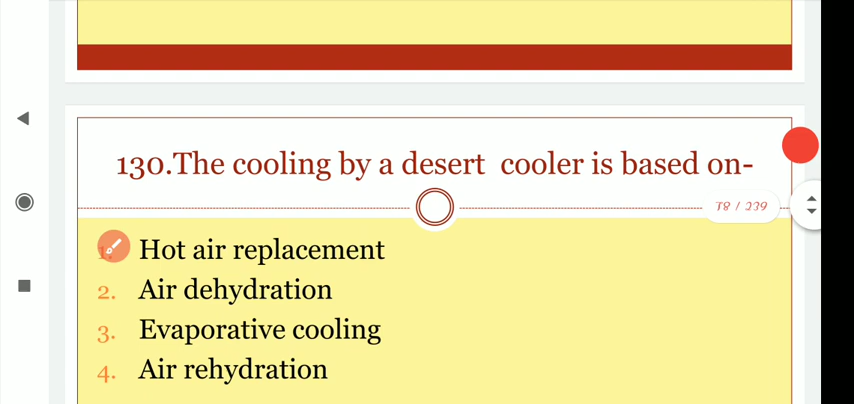 130.The cooling by a desert cooler is based on-
1. Hot air replacement
2. Air dehydration
3. Evaporative cooling
4. Air rehydration